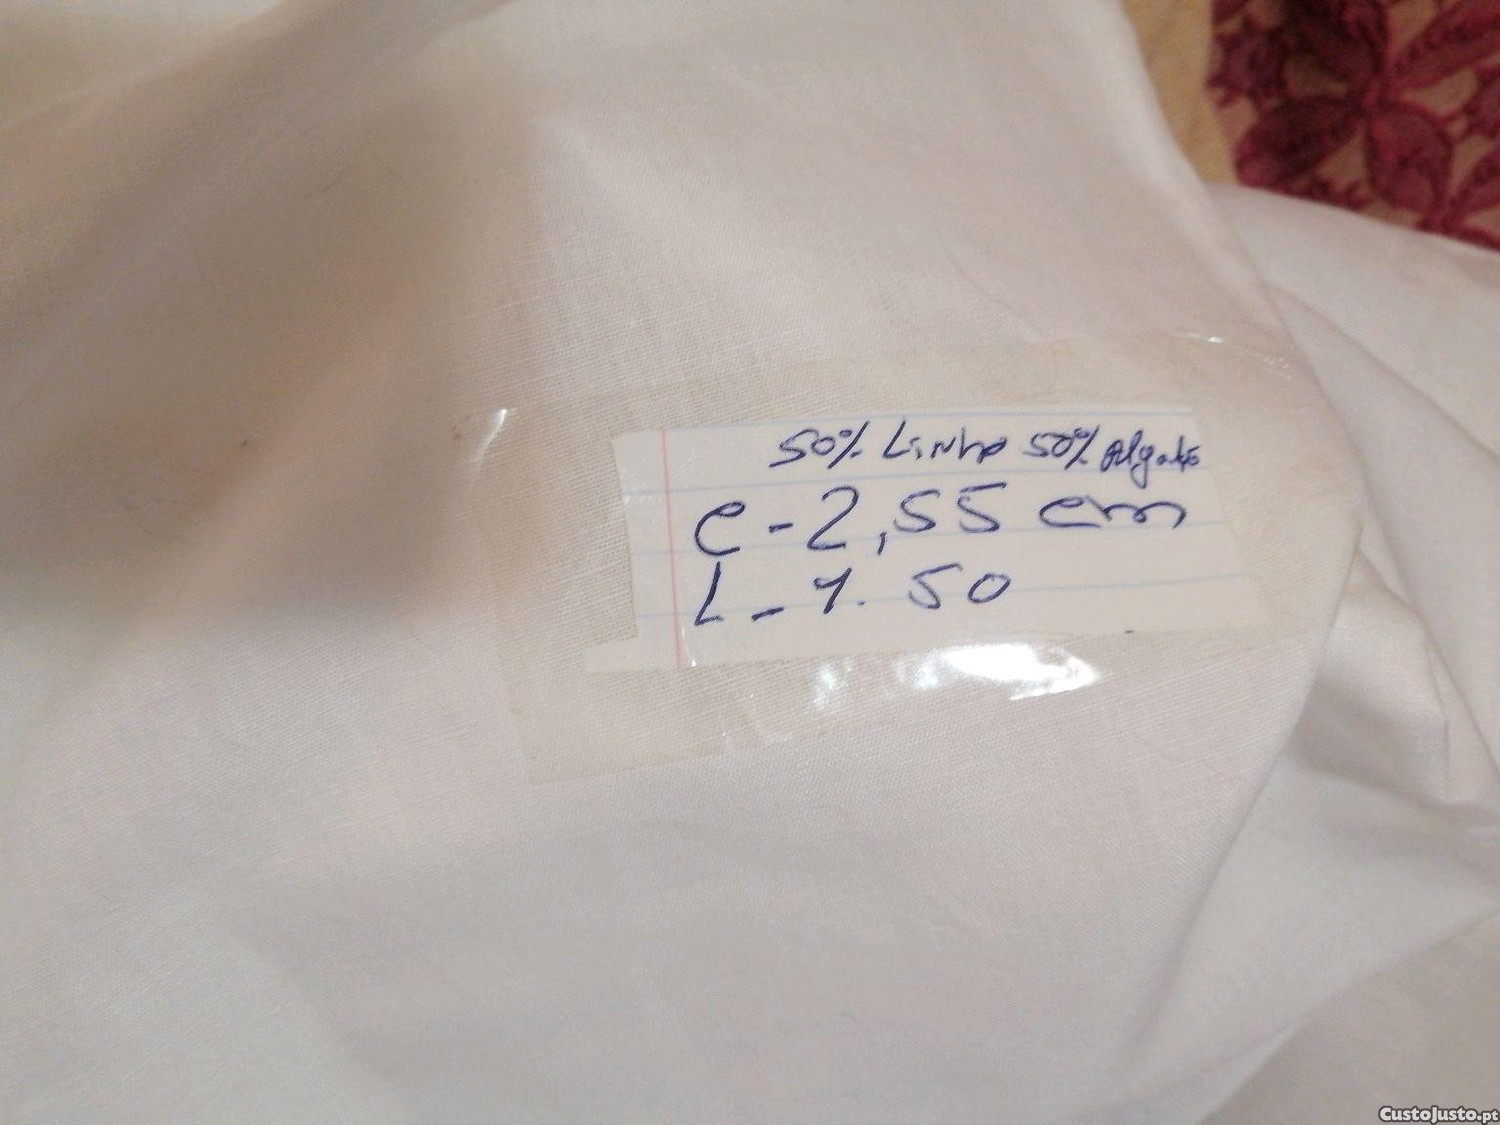 50% Linho 50% Algodão
C-2,55 cm
L-1.50
CustoJusto.pt